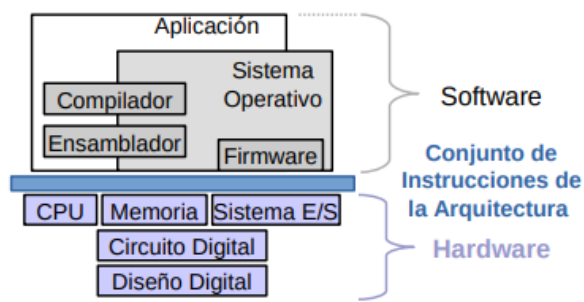 Aplicación
Sistema
Operativo
Compilador
Ensamblador
Firmware
Software
Conjunto de
Instrucciones de
la Arquitectura
CPU Memoria Sistema E/S
Circuito Digital
Diseño Digital
Hardware